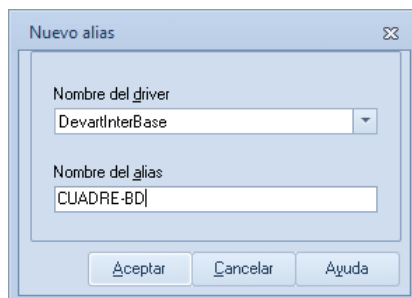 Nuevo alias
Nombre del driver
DevartInterBase
Nombre del alias
CUADRE-BD
Aceptar Cancelar Ayuda